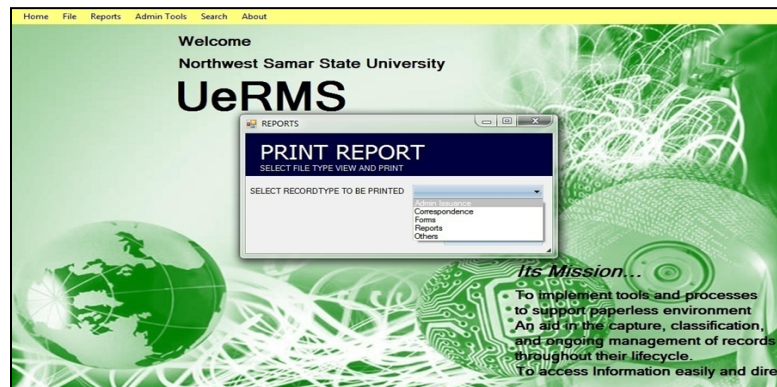 Home File Reports Admin Tools Search About
Welcome
Northwest Samar State University
UeRMS
REPORTS
PRINT REPORT
SELECT FILE TYPE VIEW AND PRINT
SELECT RECORDTYPE TO BE PRINTED
Admin Issuance
Correspondence
Forms
Reports
Others
Its Mission...
To implement tools and processes
to support paperless environment
An aid in the capture, classification,
and ongoing management of records
throughout their lifecycle.
To access Information easily and dire